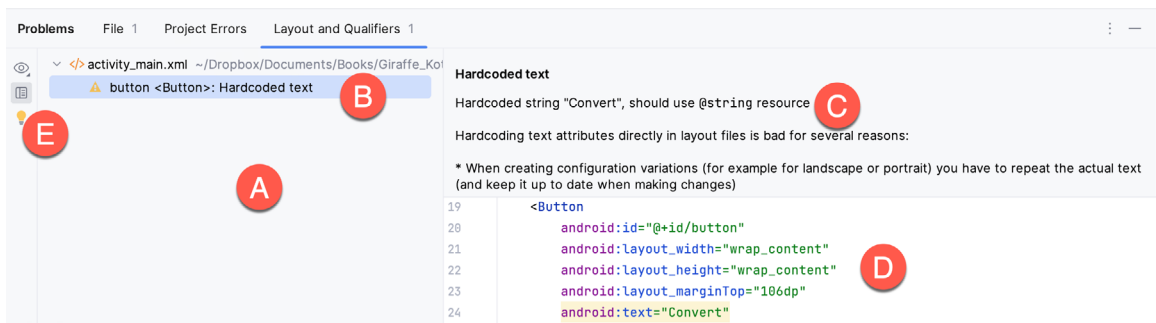 Problems File 1 Project Errors Layout and Qualifiers 1
</> activity_main.xml ~/Dropbox/Documents/Books/Giraffe_Kot
button <Button>: Hardcoded text
B
E
A
Hardcoded text
Hardcoded string "Convert", should use @string resource
C
Hardcoding text attributes directly in layout files is bad for several reasons:
* When creating configuration variations (for example for landscape or portrait) you have to repeat the actual text
(and keep it up to date when making changes)
19 <Button
20 android:id="@+id/button"
21 android:layout_width="wrap_content"
22 android:layout_height="wrap_content"
D
23 android:layout_marginTop="106dp"
24 android:text="Convert"